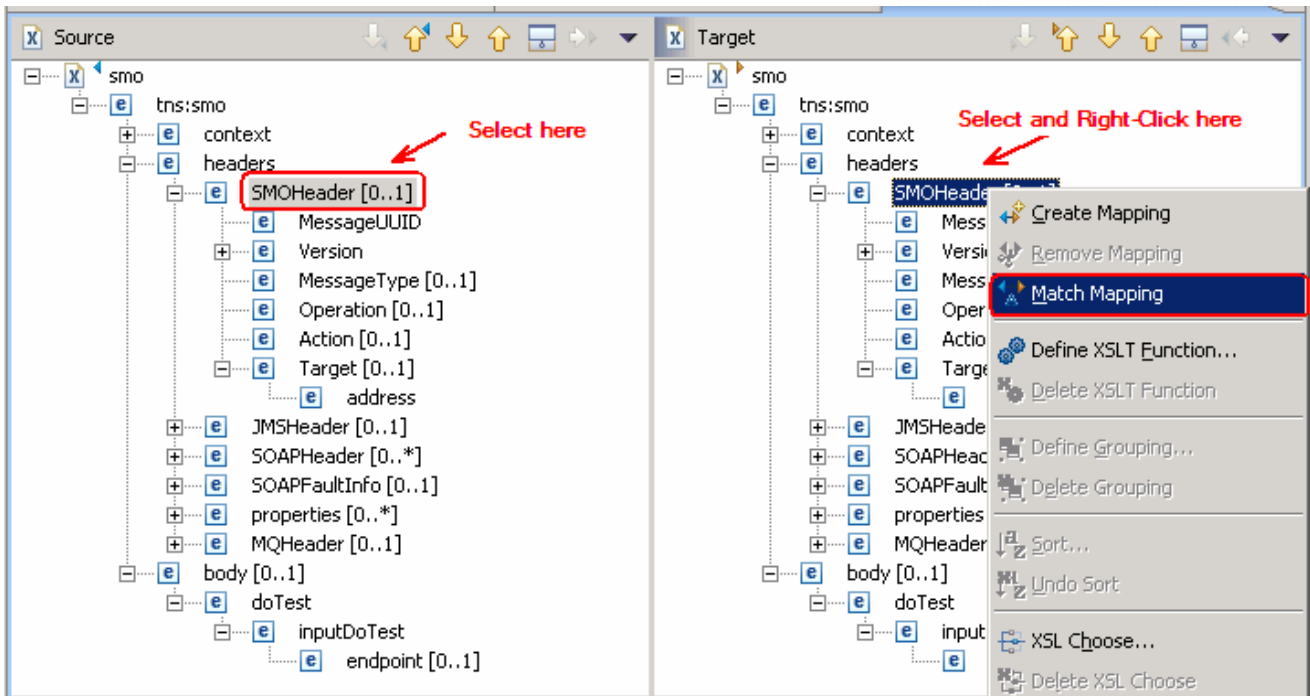 Source
smo
tns:smo
context
Select here
headers
SMOHeader [0..1]
MessageUUID
Version
MessageType [0..1]
Operation [0..1]
Action [0..1]
Target [0..1]
address
JMSHeader [0..1]
SOAPHeader [0..*]
SOAPFaultInfo [0..1]
properties [0..*]
MQHeader [0..1]
body [0..1]
doTest
inputDoTest
endpoint [0..1]
Target
smo
tns:smo
Select and Right-Click here
context
headers
SMOHeade
Mess
Versi
Mess
Oper
Actio
Targe
JMSHeade
SOAPHeac
SOAPFault
properties
MQHeader
body [0..1]
doTest
input
Create Mapping
Remove Mapping
Match Mapping
Define XSLT Function...
Delete XSLT Function
Define Grouping...
Delete Grouping
Sort...
Undo Sort
XSL Choose...
Delete XSL Choose